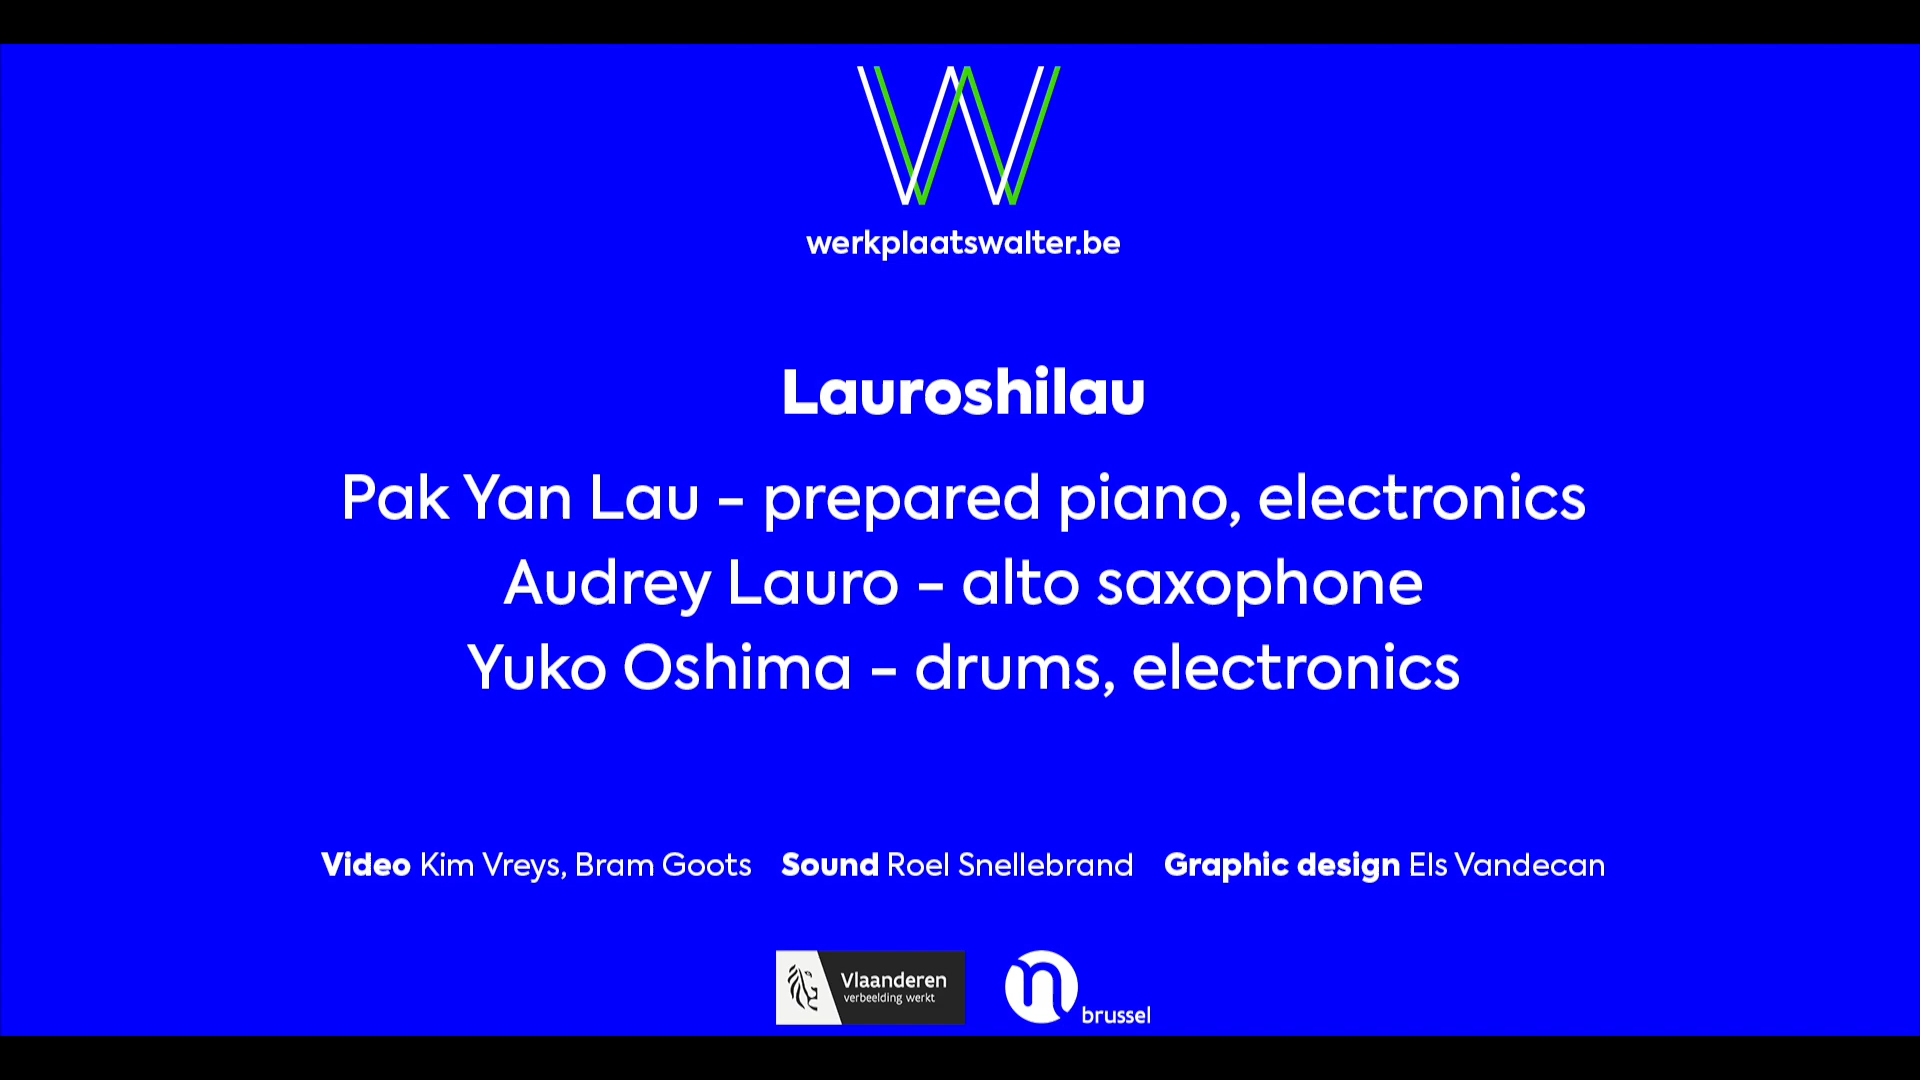 W
werkplaatswalter.be
Lauroshilau
Pak Yan Lau - prepared piano, electronics
Audrey Lauro - alto saxophone
Yuko Oshima - drums, electronics
Video Kim Vreys, Bram Goots Sound Roel Snellebrand Graphic design Els Vandecan
Vlaanderen
verbeelding werkt
n brussel